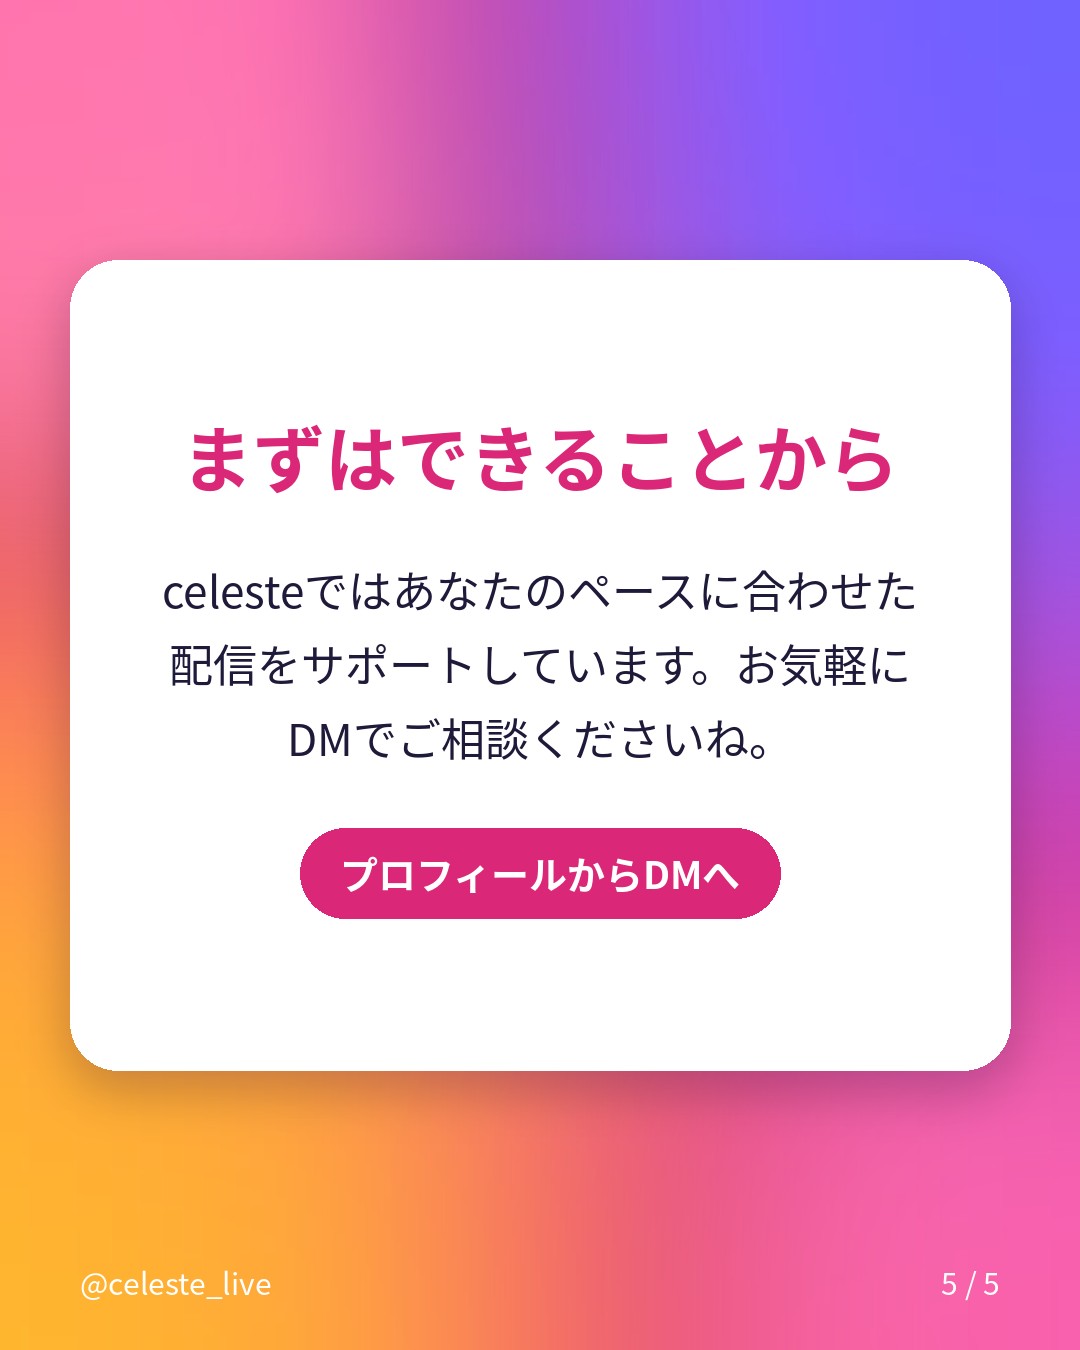 まずはできることから
celesteではあなたのペースに合わせた
配信をサポートしています。お気軽に
DMでご相談くださいね。
プロフィールからDMへ
@celeste_live
5 / 5